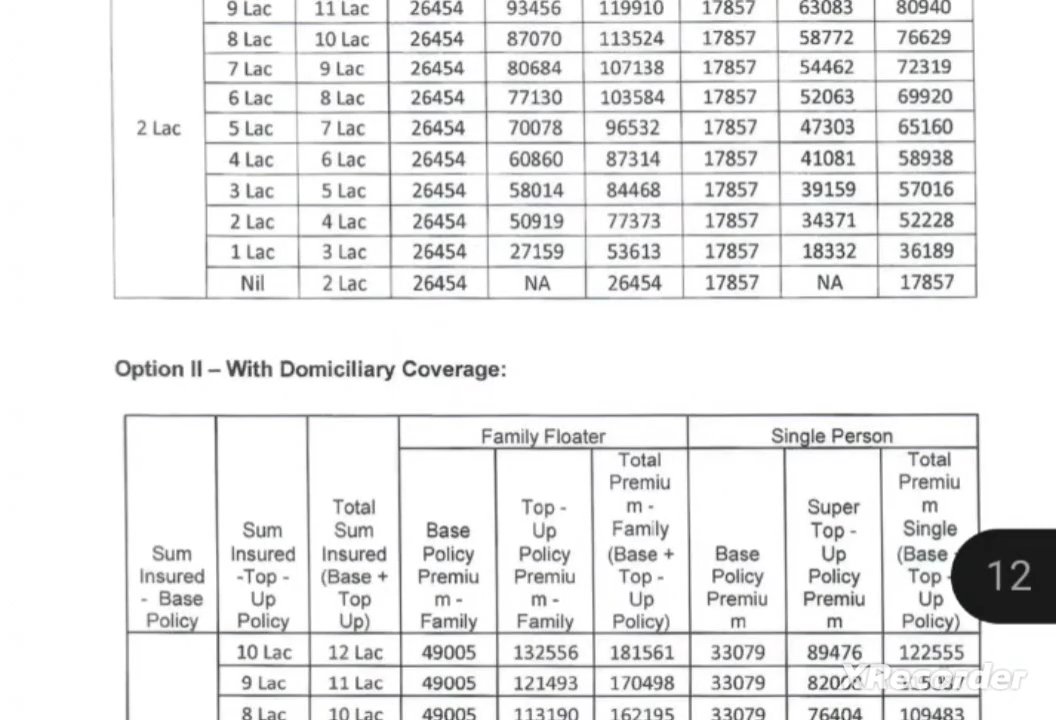 9 Lac 11 Lac 26454 93456 119910 17857 63083 80940
8 Lac 10 Lac 26454 87070 113524 17857 58772 76629
7 Lac 9 Lac 26454 80684 107138 17857 54462 72319
6 Lac 8 Lac 26454 77130 103584 17857 52063 69920
2 Lac 5 Lac 7 Lac 26454 70078 96532 17857 47303 65160
4 Lac 6 Lac 26454 60860 87314 17857 41081 58938
3 Lac 5 Lac 26454 58014 84468 17857 39159 57016
2 Lac 4 Lac 26454 50919 77373 17857 34371 52228
1 Lac 3 Lac 26454 27159 53613 17857 18332 36189
Nil 2 Lac 26454 NA 26454 17857 NA 17857
Option II – With Domiciliary Coverage:
Family Floater Single Person
Total Total
Premiu Premiu
Total Top - m - Super m
Sum Sum Base Up Family Top - Single
Sum Insured Insured Policy Policy (Base + Base Up (Base
Insured -Top - (Base + Premiu Premiu Top - Policy Policy Top -
- Base Up Top m - m - Up Premiu Premiu Up
Policy Policy Up) Family Family Policy) m m Policy)
12
10 Lac 12 Lac 49005 132556 181561 33079 89476 122555
9 Lac 11 Lac 49005 121493 170498 33079
XRecorder
8 Lac 10 Lac 49005 113190 162195 33079 76404 109483